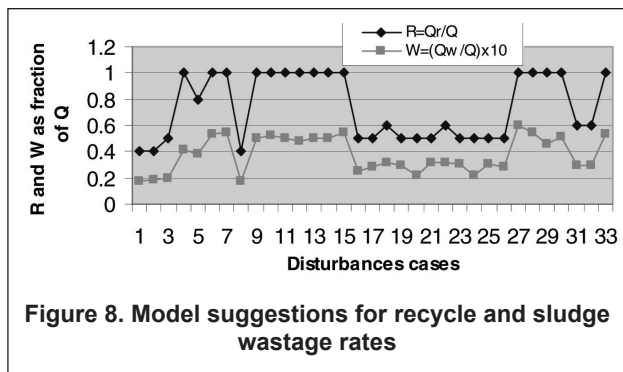 R=Qr/Q
W=(Qw /Q)x10
R and W as fraction
of Q
1.2
1
0.8
0.6
0.4
0.2
0
1 3 5 7 9 11 13 15 17 19 21 23 25 27 29 31 33
Disturbances cases
Figure 8. Model suggestions for recycle and sludge
wastage rates